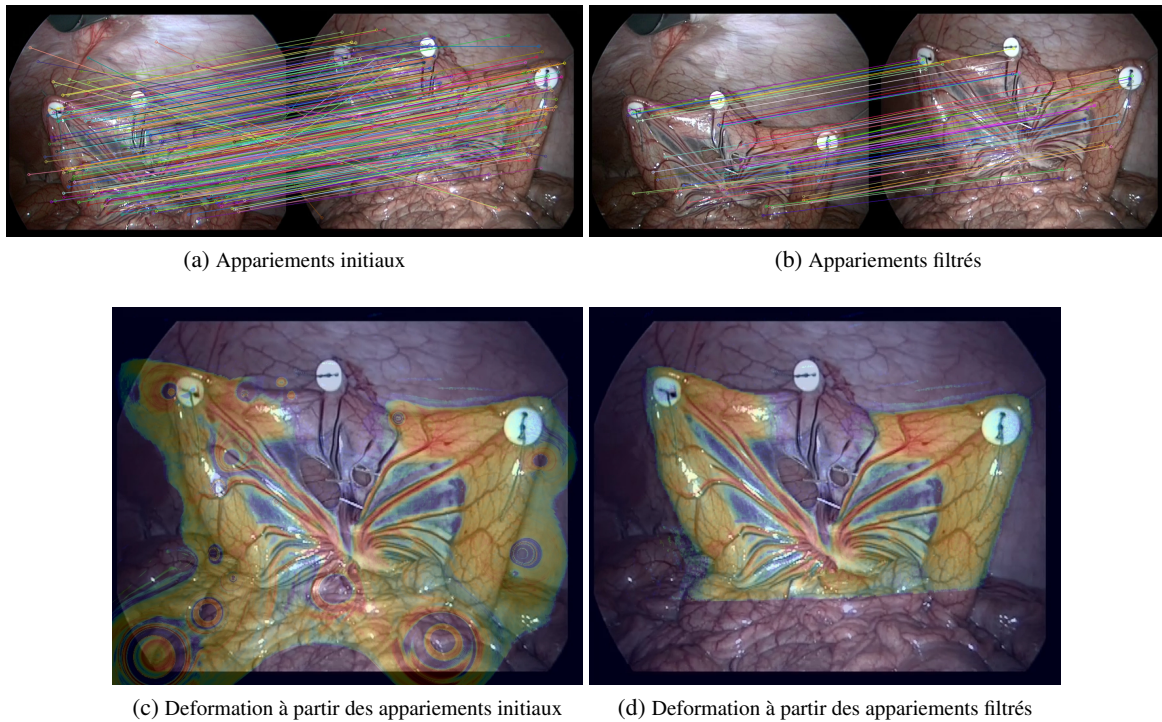 (a) Appariements initiaux
(b) Appariements filtrés
(c) Deformation à partir des appariements initiaux
(d) Deformation à partir des appariements filtrés